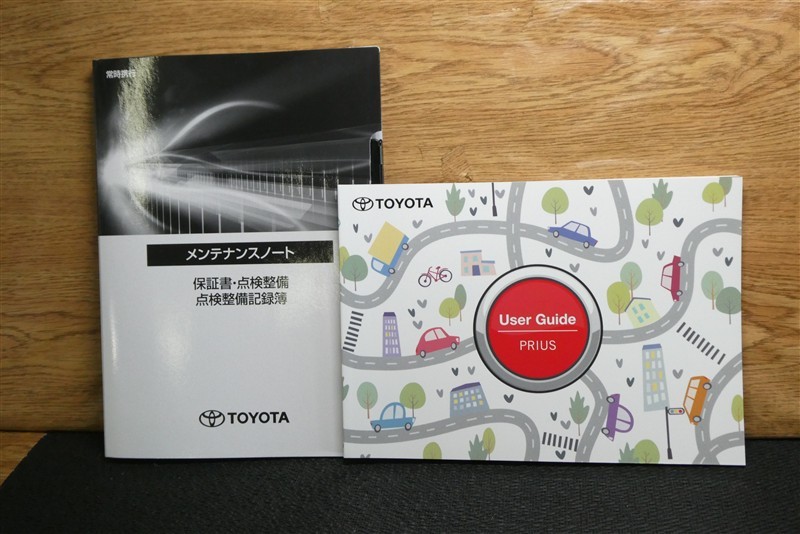 常時携行
メンテナンスノート
保証書・点検整備
点検整備記録簿
TOYOTA
TOYOTA
User Guide
PRIUS